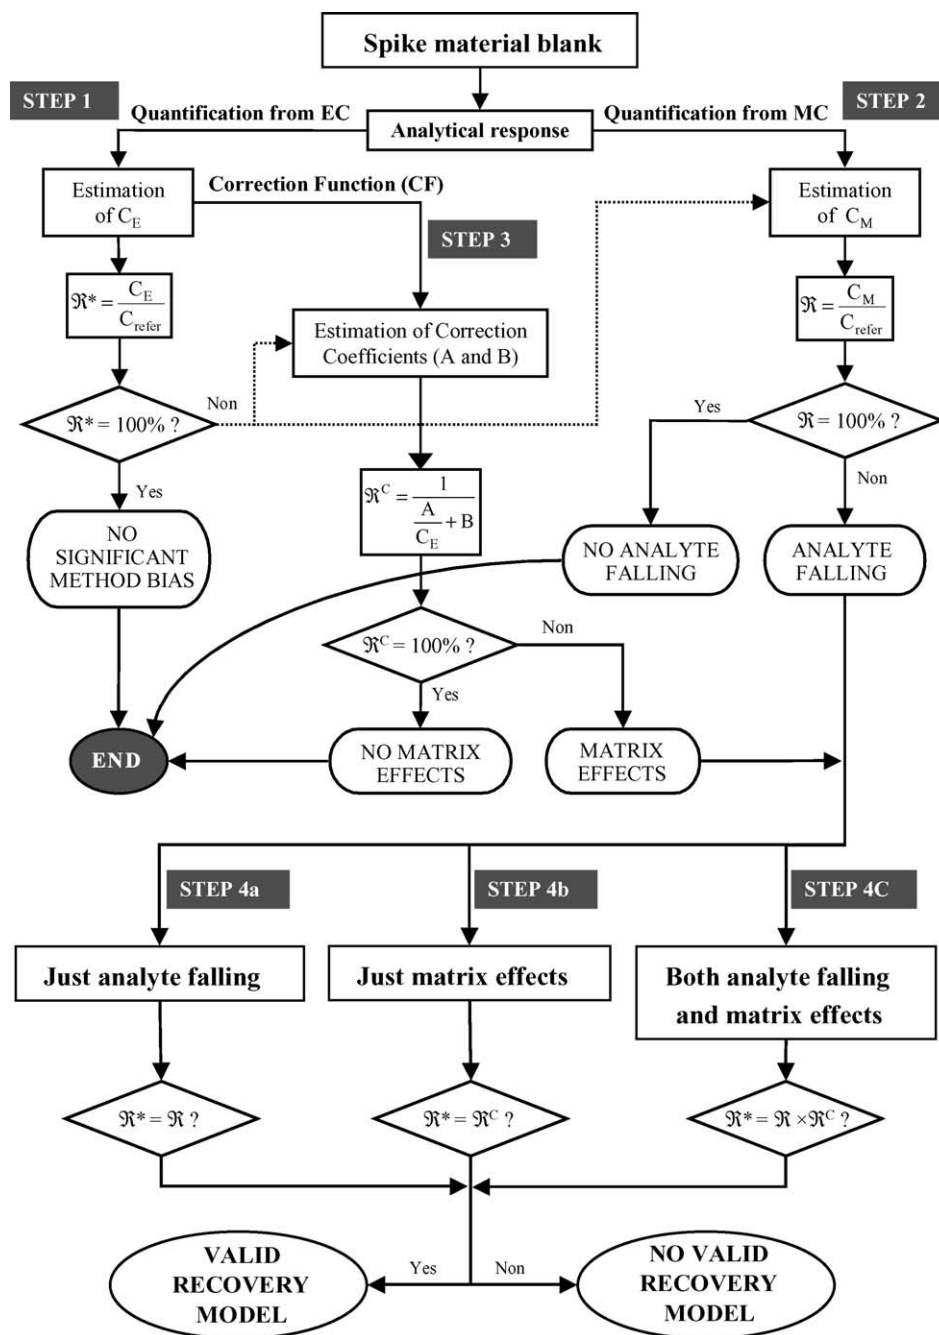 Spike material blank
STEP 1
STEP 2
Quantification from EC
Quantification from MC
Analytical response
Estimation
of C_E
Correction Function (CF)
STEP 3
Estimation
of C_M
ℜ* = C_E / C_refer
Estimation of Correction
Coefficients (A and B)
ℜ = C_M / C_refer
ℜ* = 100% ?
Non
Yes
ℜ = 100% ?
Yes
Non
ℜ^C = 1 / (A / C_E + B)
NO
SIGNIFICANT
METHOD BIAS
NO ANALYTE
FALLING
ANALYTE
FALLING
ℜ^C = 100% ?
Non
Yes
END
NO MATRIX
EFFECTS
MATRIX
EFFECTS
STEP 4a
STEP 4b
STEP 4C
Just analyte falling
Just matrix effects
Both analyte falling
and matrix effects
ℜ* = ℜ ?
ℜ* = ℜ^C ?
ℜ* = ℜ × ℜ^C ?
VALID
RECOVERY
MODEL
Yes
Non
NO VALID
RECOVERY
MODEL